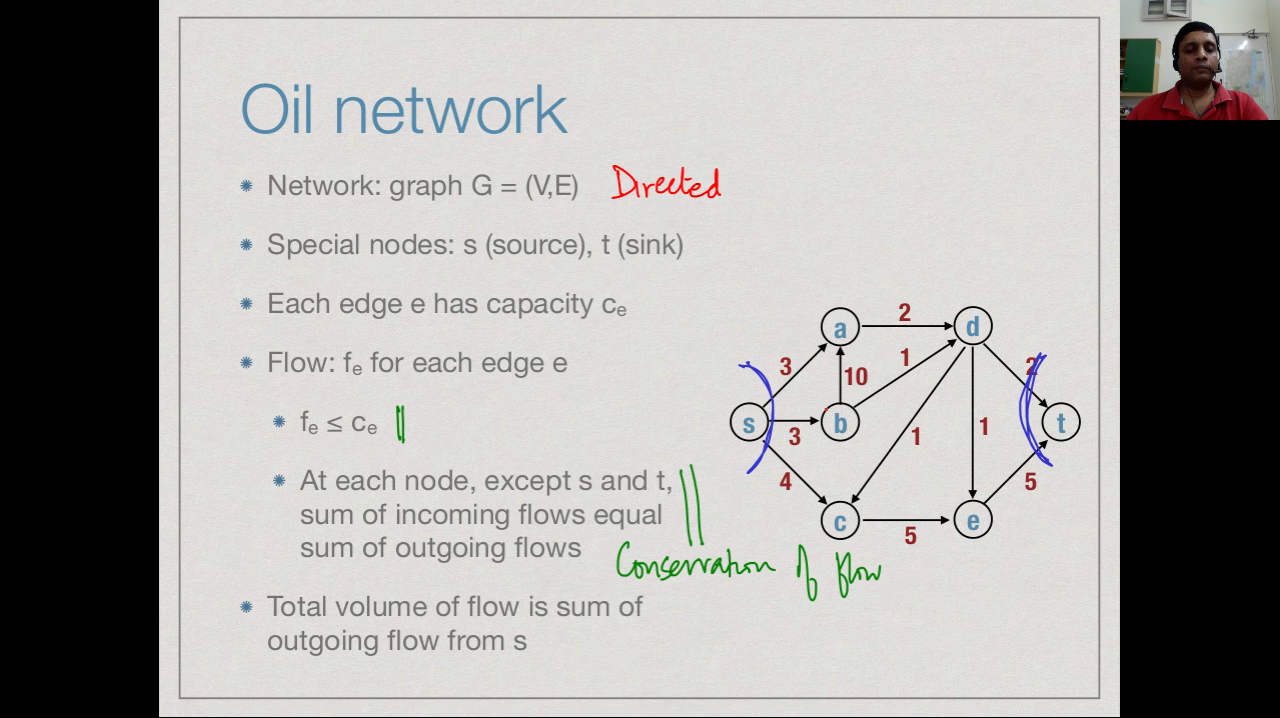 Oil network
Network: graph G = (V,E) Directed
Special nodes: s (source), t (sink)
Each edge e has capacity cₑ
Flow: fₑ for each edge e
fₑ ≤ cₑ
At each node, except s and t,
sum of incoming flows equal
sum of outgoing flows
Conservation of flow
Total volume of flow is sum of
outgoing flow from s
a 2 d
3 10 1 2
s 3 b 1 1 t
4 5
c 5 e